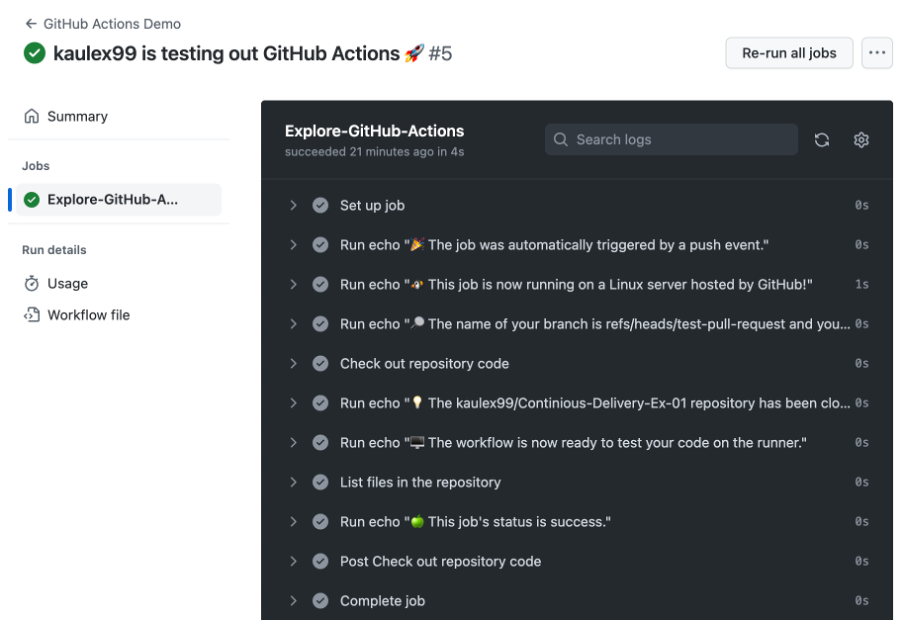 ← GitHub Actions Demo
kaulex99 is testing out GitHub Actions 🚀 #5
Re-run all jobs
...
Summary
Jobs
Explore-GitHub-A...
Run details
Usage
Workflow file
Explore-GitHub-Actions
succeeded 21 minutes ago in 4s
Search logs
Set up job 0s
Run echo "🎉 The job was automatically triggered by a push event." 0s
Run echo "🐧 This job is now running on a Linux server hosted by GitHub!" 1s
Run echo "🔎 The name of your branch is refs/heads/test-pull-request and you... 0s
Check out repository code 0s
Run echo "💡 The kaulex99/Continious-Delivery-Ex-01 repository has been clo... 0s
Run echo "🖥️ The workflow is now ready to test your code on the runner." 0s
List files in the repository 0s
Run echo "🍏 This job's status is success." 0s
Post Check out repository code 0s
Complete job 0s